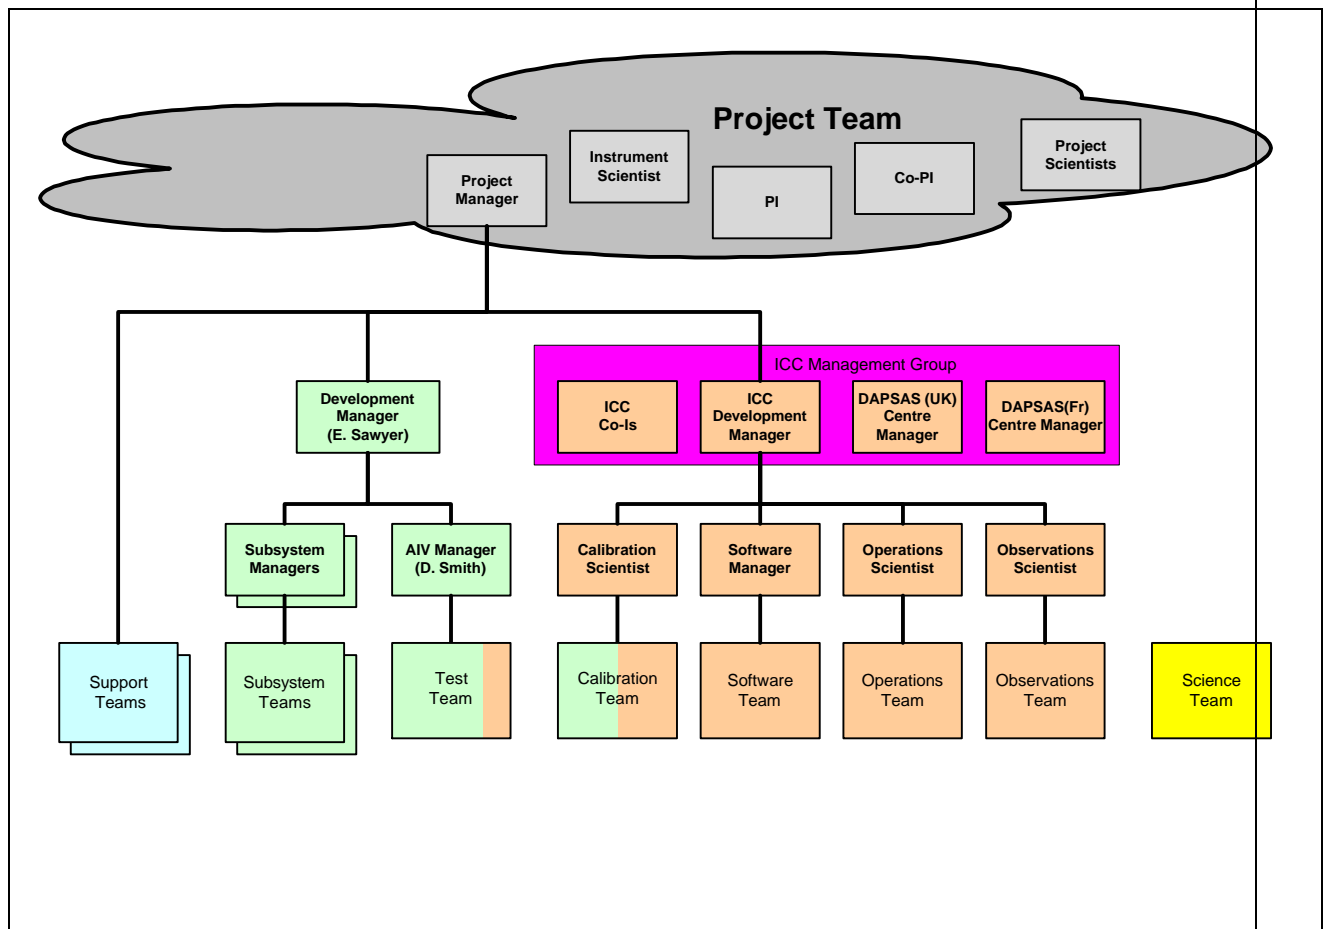 Project Team
Project
Manager
Instrument
Scientist
PI
Co-PI
Project
Scientists
ICC Management Group
Development
Manager
(E. Sawyer)
ICC
Co-Is
ICC
Development
Manager
DAPSAS (UK)
Centre
Manager
DAPSAS(Fr)
Centre Manager
Subsystem
Managers
AIV Manager
(D. Smith)
Calibration
Scientist
Software
Manager
Operations
Scientist
Observations
Scientist
Support
Teams
Subsystem
Teams
Test
Team
Calibration
Team
Software
Team
Operations
Team
Observations
Team
Science
Team